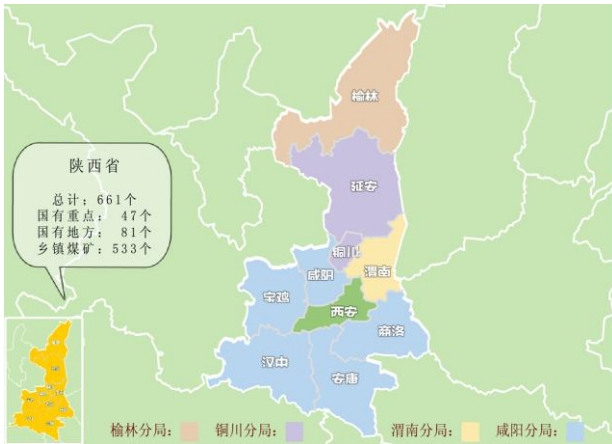 榆林
延安
铜川
渭南
咸阳
宝鸡
西安
商洛
汉中
安康
陕西省
总计：661个
国有重点： 47个
国有地方： 81个
乡镇煤矿：533个
榆林分局： 铜川分局： 渭南分局： 咸阳分局：